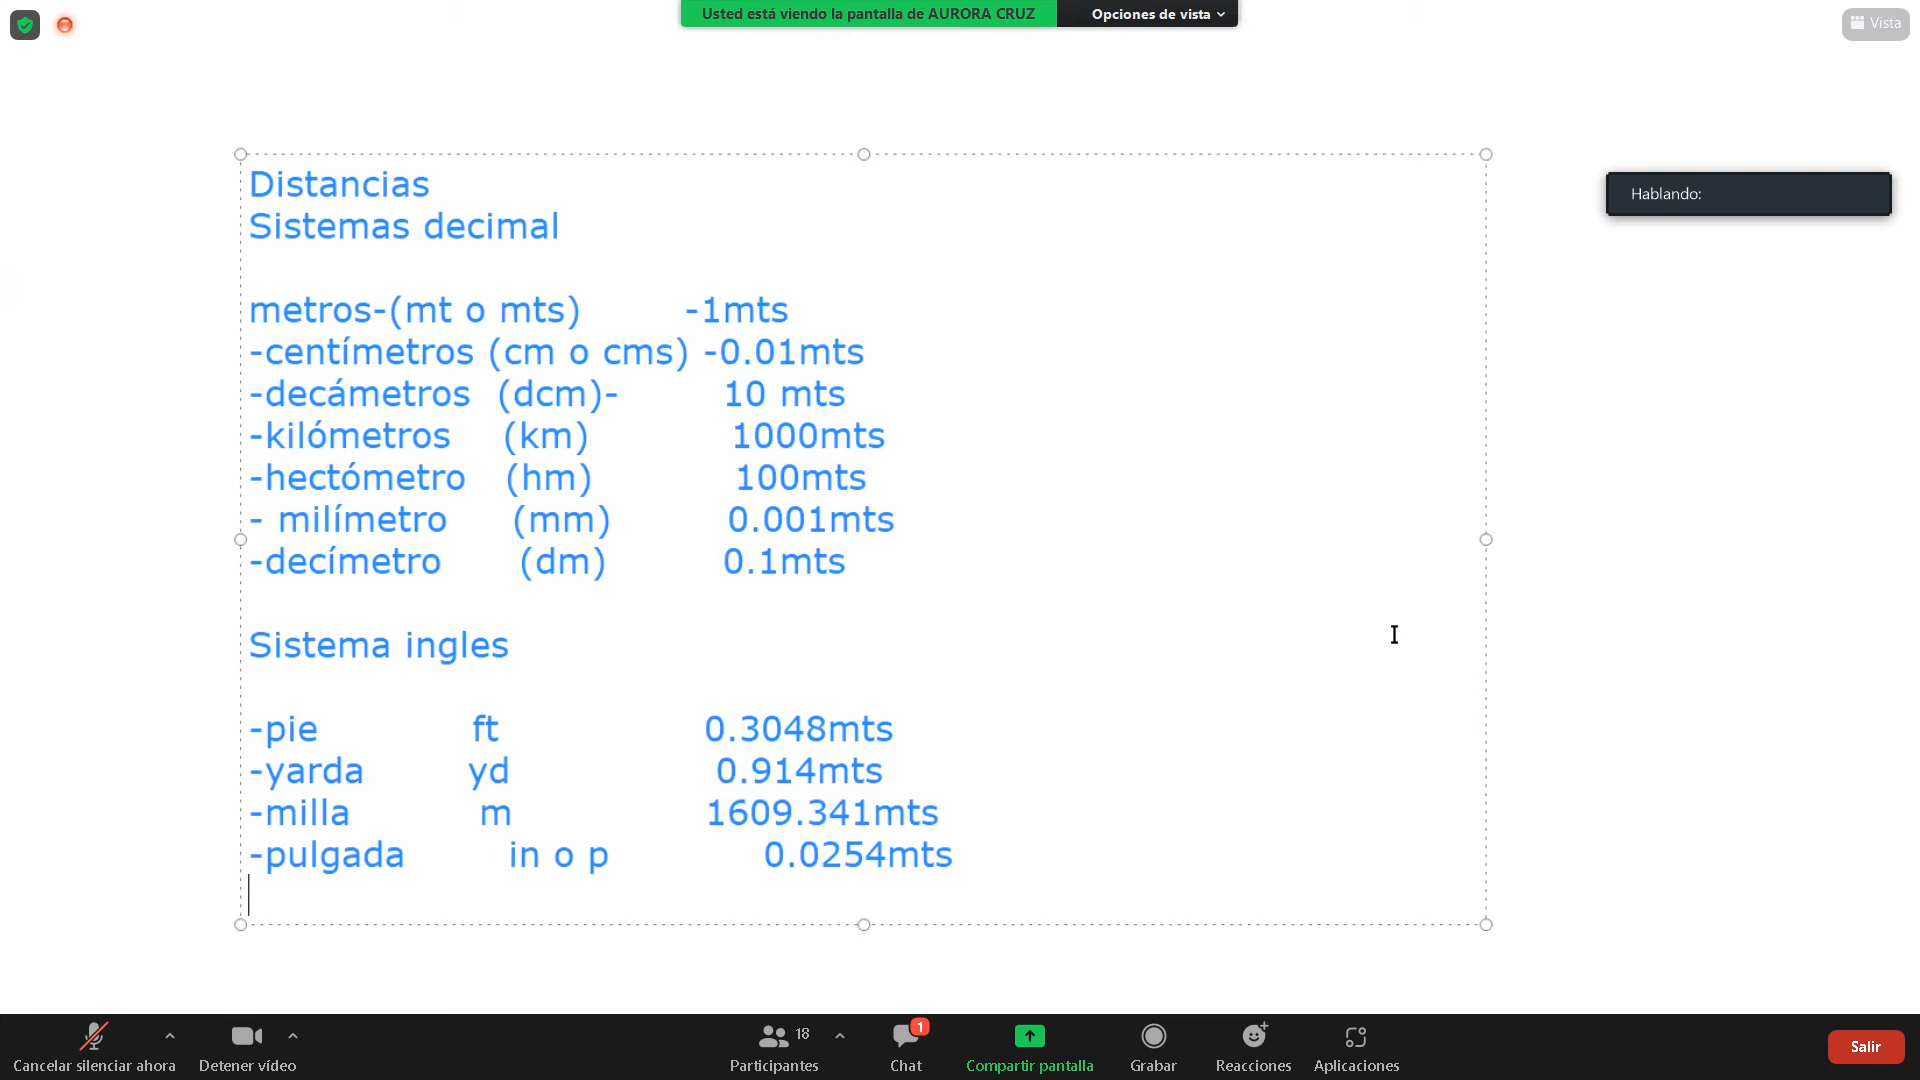 Usted está viendo la pantalla de AURORA CRUZ
Opciones de vista
Vista
Hablando:
Distancias
Sistemas decimal
metros-(mt o mts) -1mts
-centímetros (cm o cms) -0.01mts
-decámetros (dcm)- 10 mts
-kilómetros (km) 1000mts
-hectómetro (hm) 100mts
- milímetro (mm) 0.001mts
-decímetro (dm) 0.1mts
Sistema ingles
-pie ft 0.3048mts
-yarda yd 0.914mts
-milla m 1609.341mts
-pulgada in o p 0.0254mts
Cancelar silenciar ahora
Detener vídeo
Participantes 18
Chat 1
Compartir pantalla
Grabar
Reacciones
Aplicaciones
Salir